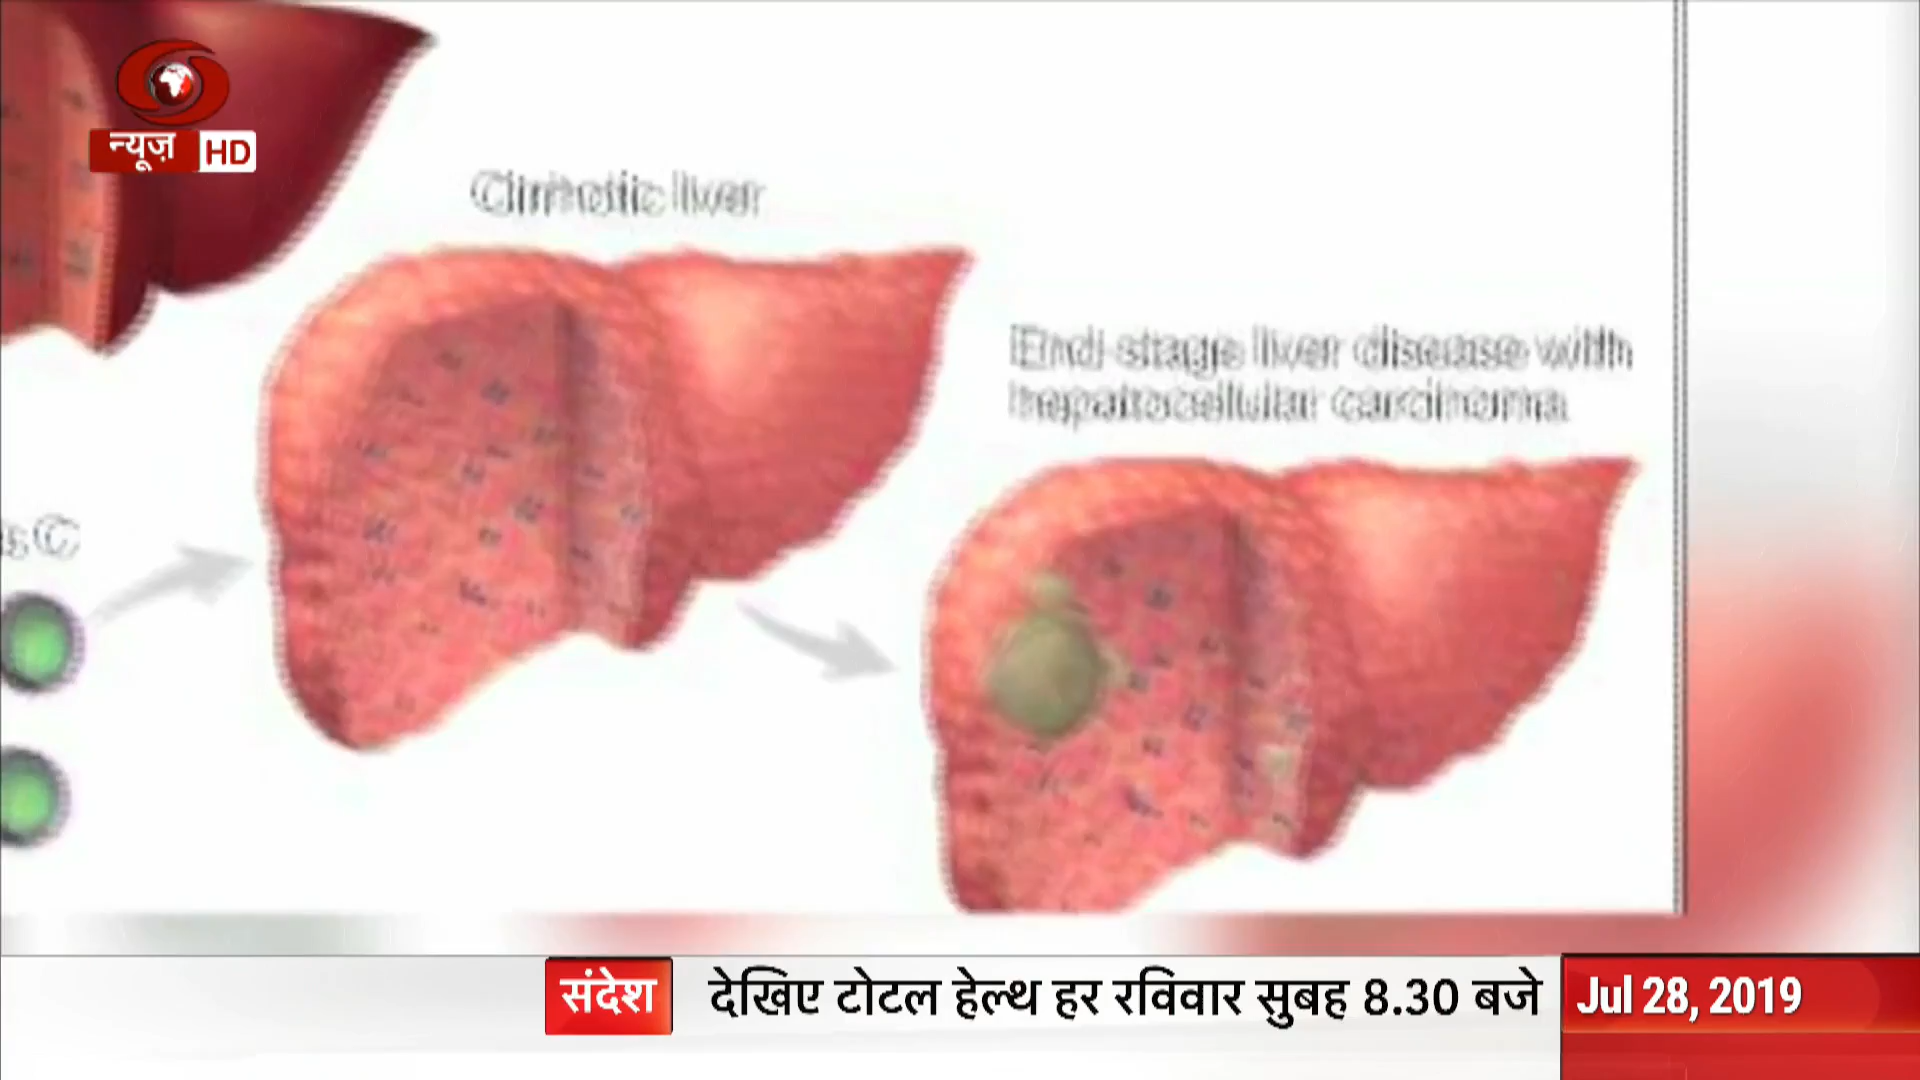 न्यूज़ HD
Cirrhotic liver
End-stage liver disease with
hepatocellular carcinoma
s C
संदेश देखिए टोटल हेल्थ हर रविवार सुबह 8.30 बजे Jul 28, 2019